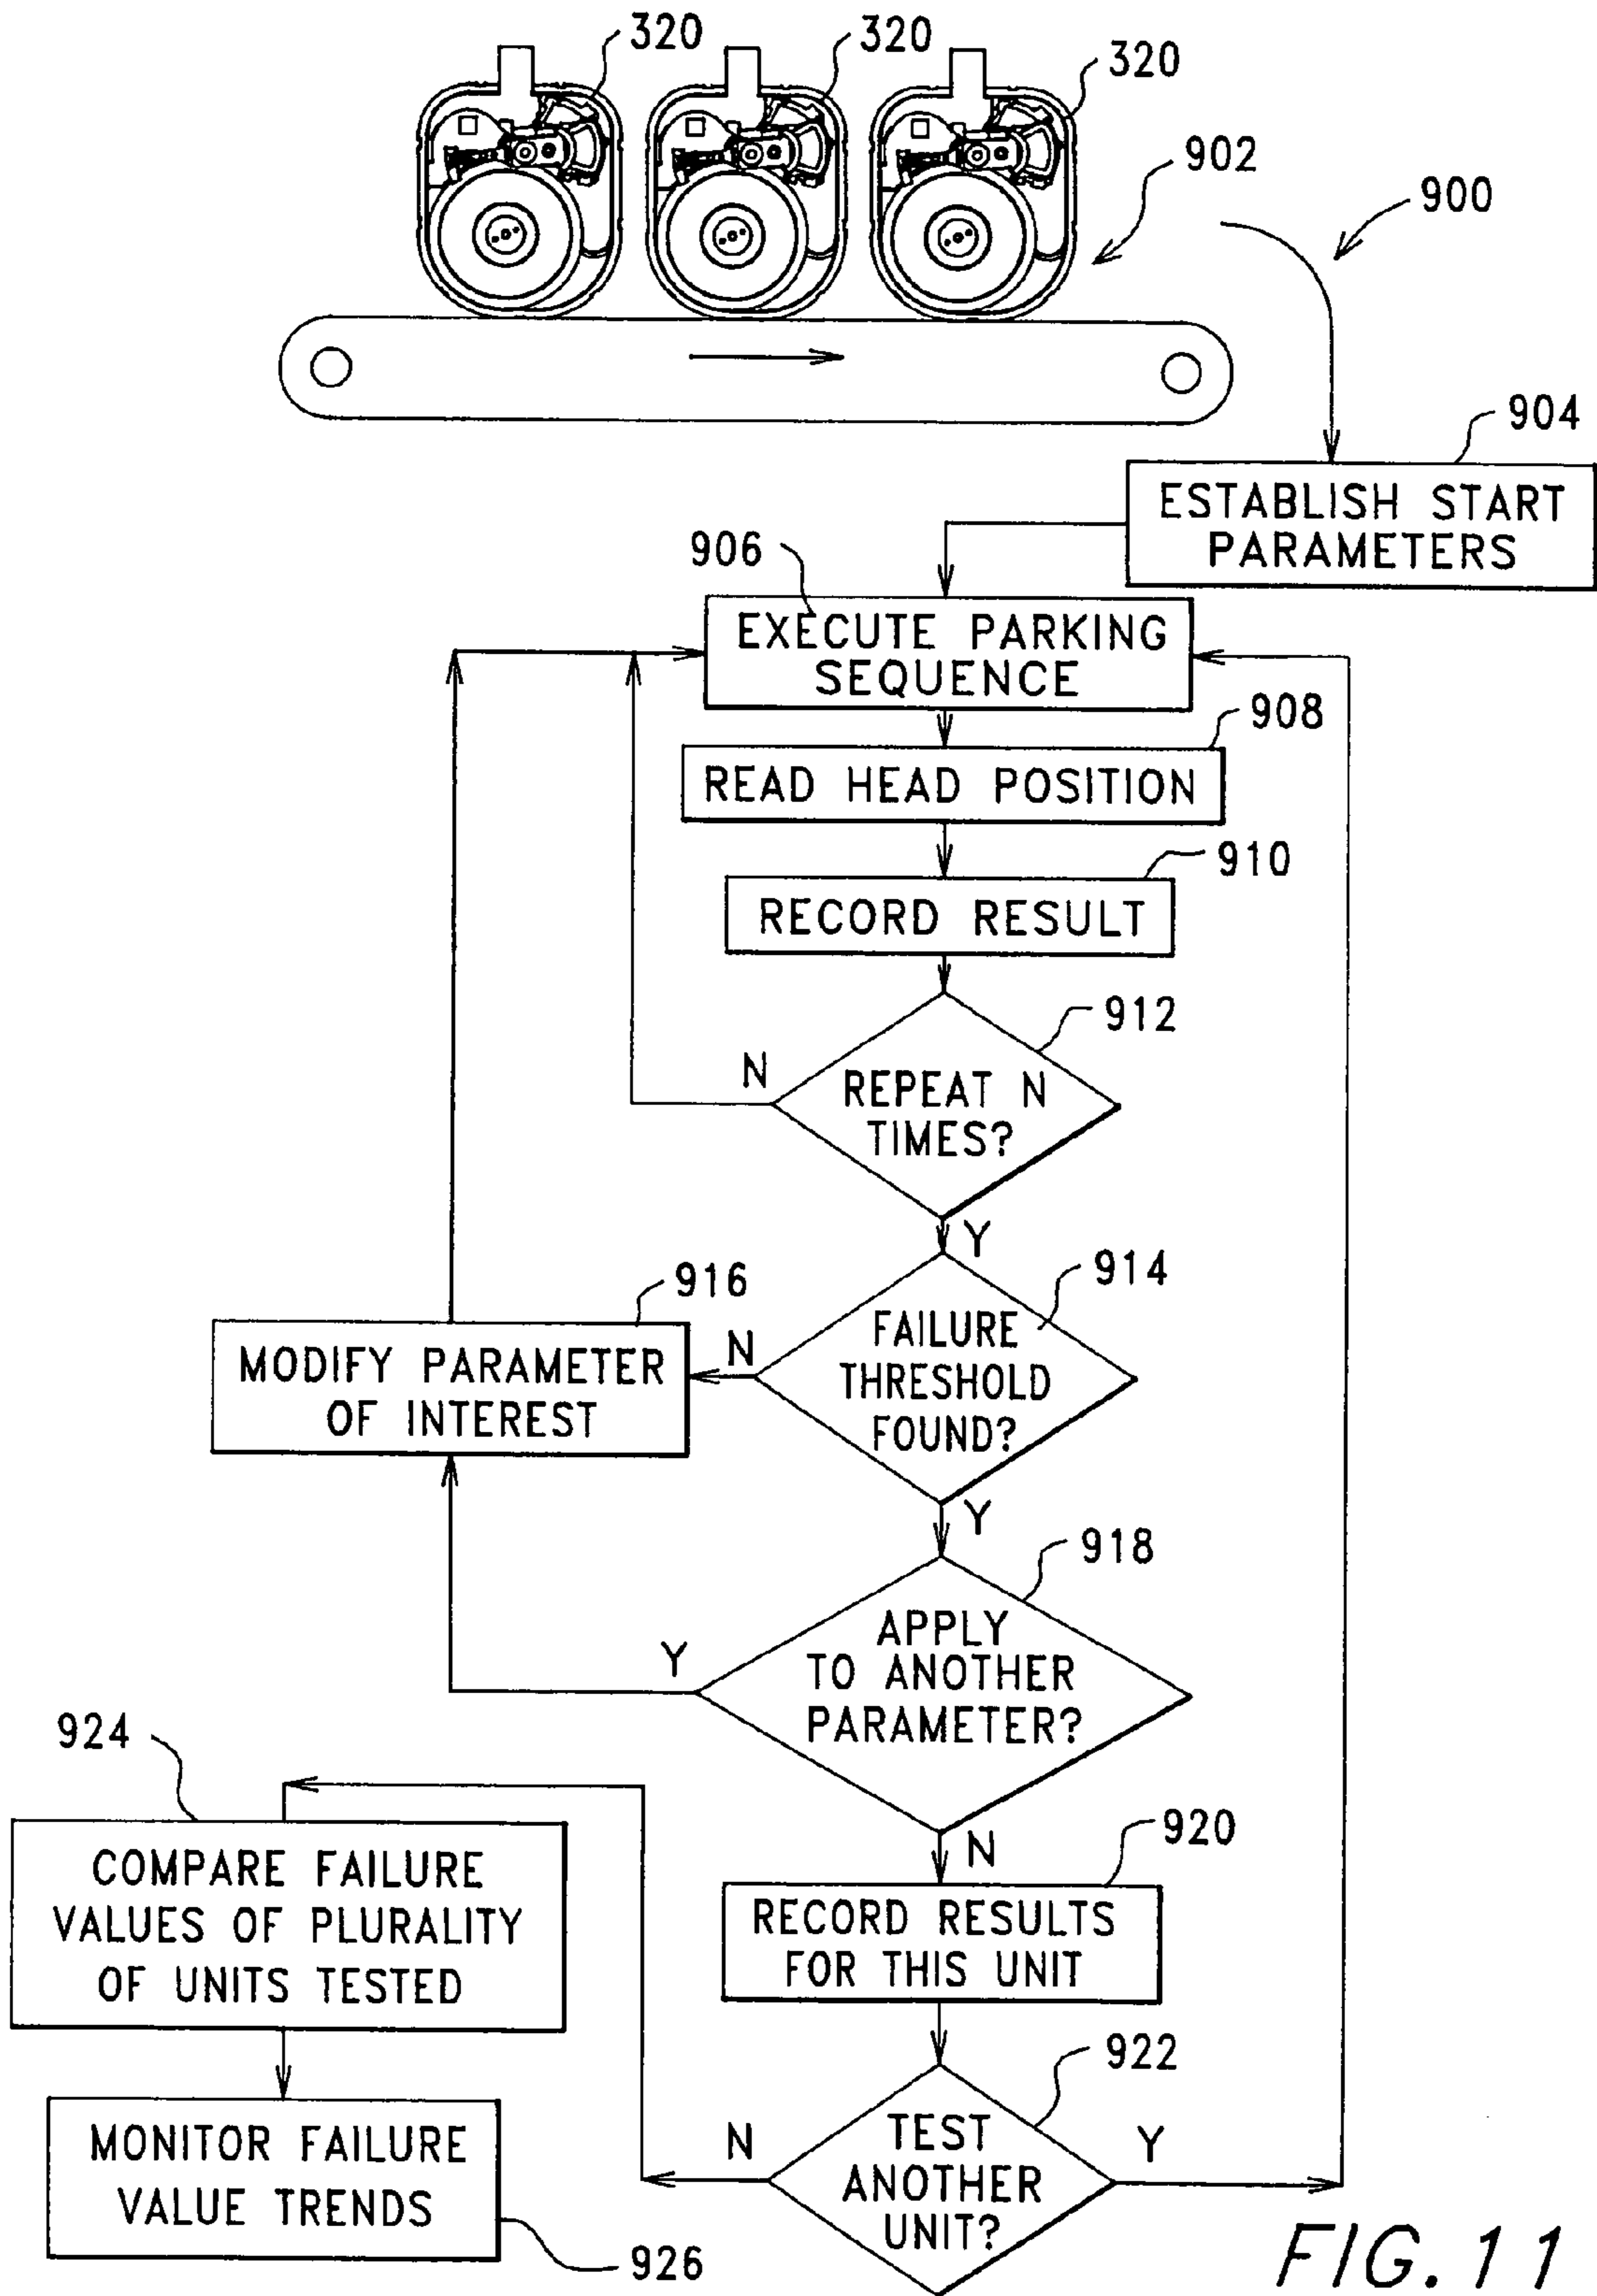 320
320
320
902
900
904
ESTABLISH START
PARAMETERS
906
EXECUTE PARKING
SEQUENCE
908
READ HEAD POSITION
910
RECORD RESULT
912
N
REPEAT N
TIMES?
Y
914
916
FAILURE
THRESHOLD
FOUND?
N
MODIFY PARAMETER
OF INTEREST
Y
918
APPLY
TO ANOTHER
PARAMETER?
Y
924
N
920
COMPARE FAILURE
VALUES OF PLURALITY
OF UNITS TESTED
RECORD RESULTS
FOR THIS UNIT
922
N
TEST
ANOTHER
UNIT?
Y
MONITOR FAILURE
VALUE TRENDS
926
FIG. 11